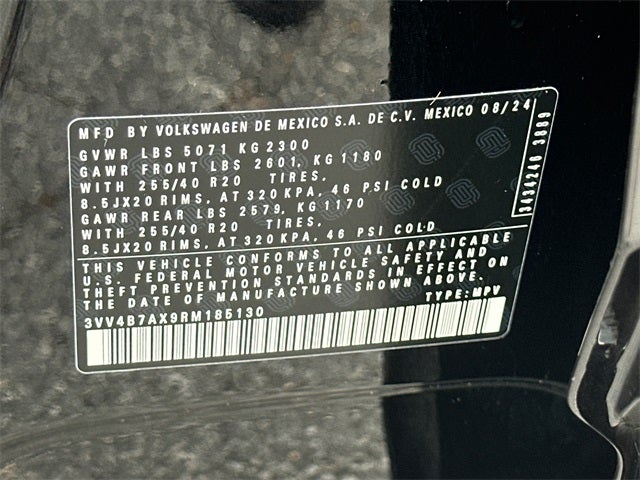 MFD BY VOLKSWAGEN DE MEXICO S.A. DE C.V. MEXICO 08/24
GVWR LBS 5071 KG 2300
GAWR FRONT LBS 2601, KG 1180
WITH 255/40 R20 TIRES,
8.5JX20 RIMS, AT 320 KPA, 46 PSI COLD
GAWR REAR LBS 2579, KG 1170
WITH 255/40 R20 TIRES,
8.5JX20 RIMS, AT 320 KPA, 46 PSI COLD
THIS VEHICLE CONFORMS TO ALL APPLICABLE
U.S. FEDERAL MOTOR VEHICLE SAFETY AND
THEFT PREVENTION STANDARDS IN EFFECT ON
THE DATE OF MANUFACTURE SHOWN ABOVE.
3VV4B7AX9RM185130 TYPE: MPV
3434246 3889